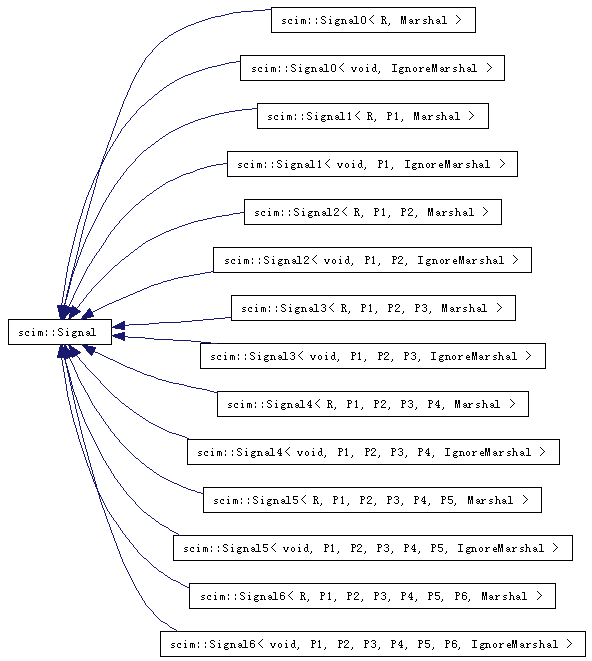 scim::Signal0< R, Marshal >
scim::Signal0< void, IgnoreMarshal >
scim::Signal1< R, P1, Marshal >
scim::Signal1< void, P1, IgnoreMarshal >
scim::Signal2< R, P1, P2, Marshal >
scim::Signal2< void, P1, P2, IgnoreMarshal >
scim::Signal3< R, P1, P2, P3, Marshal >
scim::Signal
scim::Signal3< void, P1, P2, P3, IgnoreMarshal >
scim::Signal4< R, P1, P2, P3, P4, Marshal >
scim::Signal4< void, P1, P2, P3, P4, IgnoreMarshal >
scim::Signal5< R, P1, P2, P3, P4, P5, Marshal >
scim::Signal5< void, P1, P2, P3, P4, P5, IgnoreMarshal >
scim::Signal6< R, P1, P2, P3, P4, P5, P6, Marshal >
scim::Signal6< void, P1, P2, P3, P4, P5, P6, IgnoreMarshal >